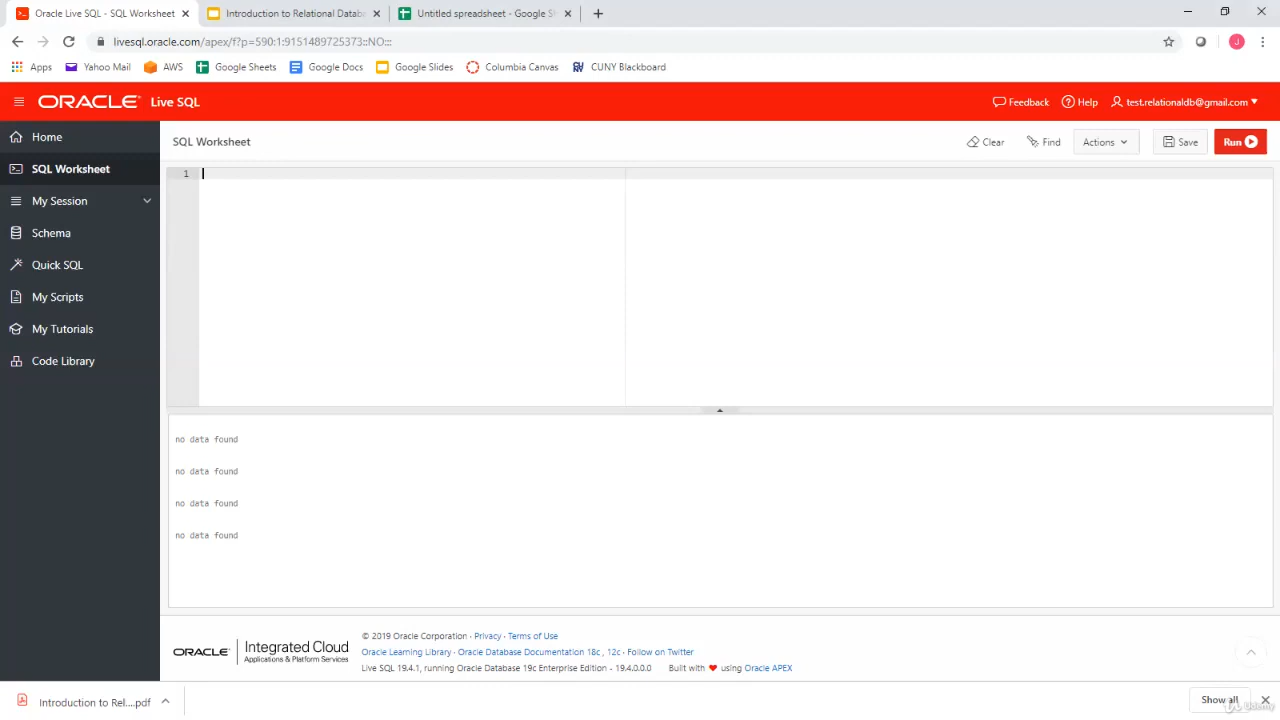 Oracle Live SQL - SQL Worksheet
Introduction to Relational Datab
Untitled spreadsheet - Google Sh
livesql.oracle.com/apex/f?p=590:1:9151489725373::NO:::
J
Apps
Yahoo Mail
AWS
Google Sheets
Google Docs
Google Slides
Columbia Canvas
CUNY Blackboard
ORACLE Live SQL
Feedback
Help
test.relationaldb@gmail.com
Home
SQL Worksheet
My Session
Schema
Quick SQL
My Scripts
My Tutorials
Code Library
SQL Worksheet
Clear
Find
Actions
Save
Run
1
no data found
no data found
no data found
no data found
ORACLE
Integrated Cloud
Applications & Platform Services
© 2019 Oracle Corporation · Privacy · Terms of Use
Oracle Learning Library · Oracle Database Documentation 18c , 12c · Follow on Twitter
Live SQL 19.4.1, running Oracle Database 19c Enterprise Edition - 19.4.0.0.0 Built with ❤ using Oracle APEX
Introduction to Rel....pdf
Show all
Udemy